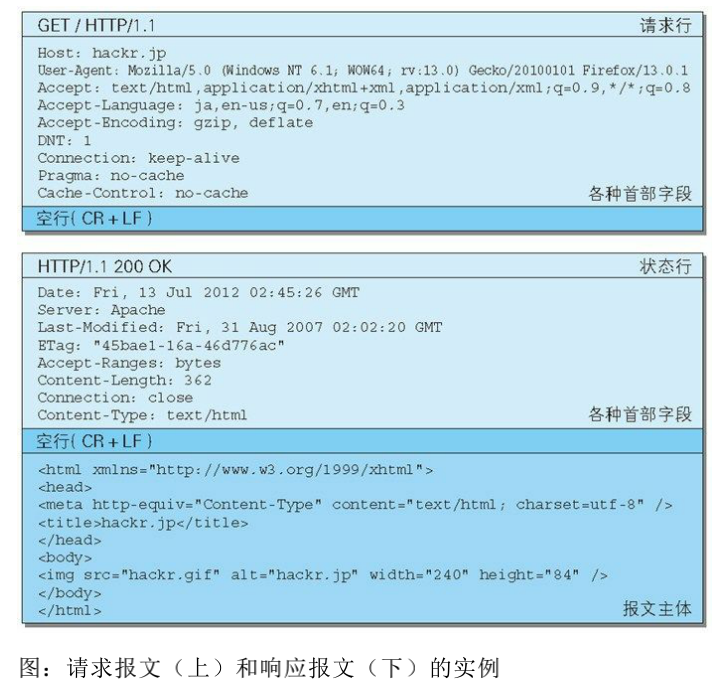 GET / HTTP/1.1 请求行
Host: hackr.jp
User-Agent: Mozilla/5.0 (Windows NT 6.1; WOW64; rv:13.0) Gecko/20100101 Firefox/13.0.1
Accept: text/html,application/xhtml+xml,application/xml;q=0.9,*/*;q=0.8
Accept-Language: ja,en-us;q=0.7,en;q=0.3
Accept-Encoding: gzip, deflate
DNT: 1
Connection: keep-alive
Pragma: no-cache
Cache-Control: no-cache 各种首部字段
空行( CR + LF )
HTTP/1.1 200 OK 状态行
Date: Fri, 13 Jul 2012 02:45:26 GMT
Server: Apache
Last-Modified: Fri, 31 Aug 2007 02:02:20 GMT
ETag: "45bae1-16a-46d776ac"
Accept-Ranges: bytes
Content-Length: 362
Connection: close
Content-Type: text/html 各种首部字段
空行( CR + LF )
<html xmlns="http://www.w3.org/1999/xhtml">
<head>
<meta http-equiv="Content-Type" content="text/html; charset=utf-8" />
<title>hackr.jp</title>
</head>
<body>
<img src="hackr.gif" alt="hackr.jp" width="240" height="84" />
</body>
</html> 报文主体
图：请求报文（上）和响应报文（下）的实例